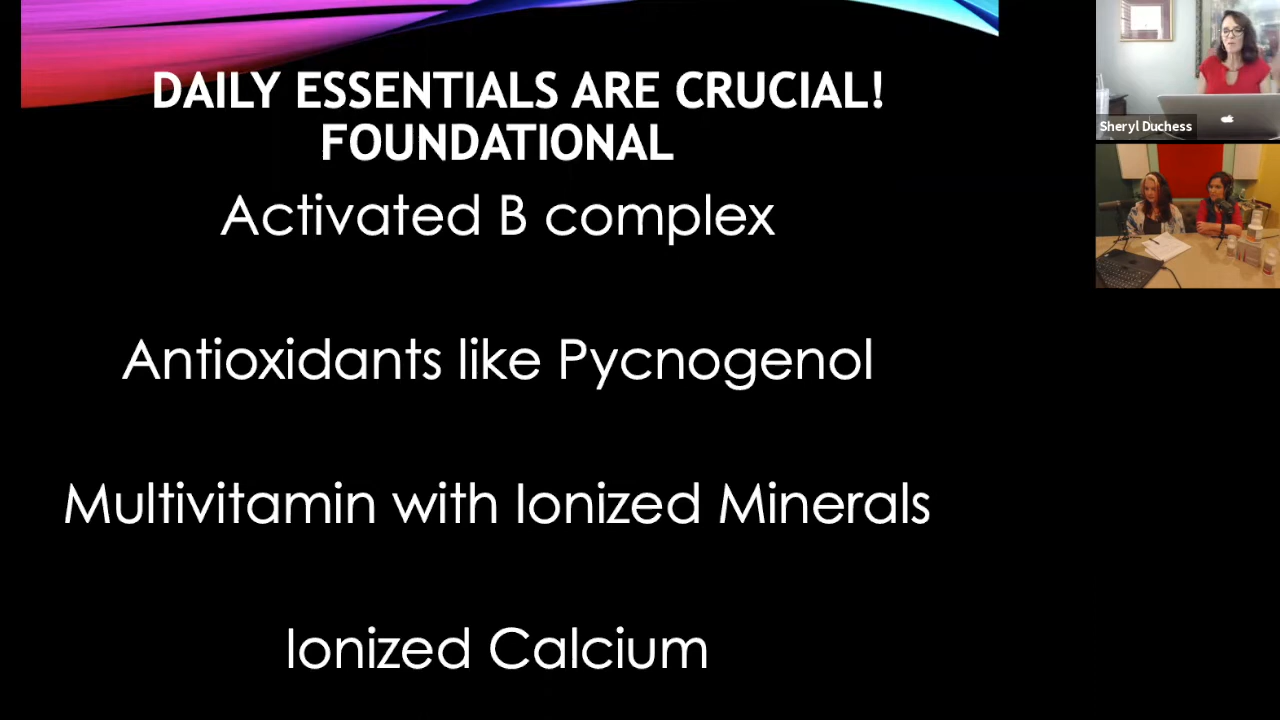 DAILY ESSENTIALS ARE CRUCIAL!
FOUNDATIONAL
Activated B complex
Antioxidants like Pycnogenol
Multivitamin with Ionized Minerals
Ionized Calcium
Sheryl Duchess